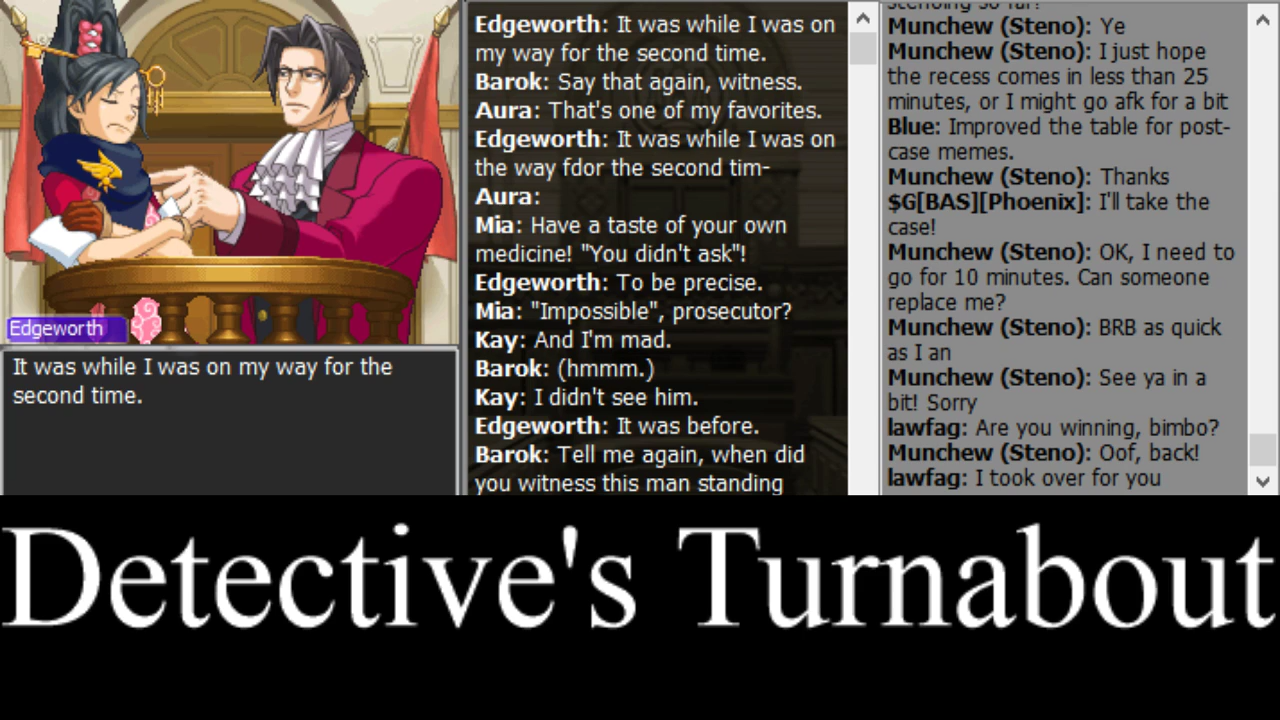 Edgeworth
It was while I was on my way for the
second time.
Edgeworth: It was while I was on
my way for the second time.
Barok: Say that again, witness.
Aura: That's one of my favorites.
Edgeworth: It was while I was on
the way fdor the second tim-
Aura:
Mia: Have a taste of your own
medicine! "You didn't ask"!
Edgeworth: To be precise.
Mia: "Impossible", prosecutor?
Kay: And I'm mad.
Barok: (hmmm.)
Kay: I didn't see him.
Edgeworth: It was before.
Barok: Tell me again, when did
you witness this man standing
Munchew (Steno): Ye
Munchew (Steno): I just hope
the recess comes in less than 25
minutes, or I might go afk for a bit
Blue: Improved the table for post-
case memes.
Munchew (Steno): Thanks
$G[BAS][Phoenix]: I'll take the
case!
Munchew (Steno): OK, I need to
go for 10 minutes. Can someone
replace me?
Munchew (Steno): BRB as quick
as I an
Munchew (Steno): See ya in a
bit! Sorry
lawfag: Are you winning, bimbo?
Munchew (Steno): Oof, back!
lawfag: I took over for you
Detective's Turnabout